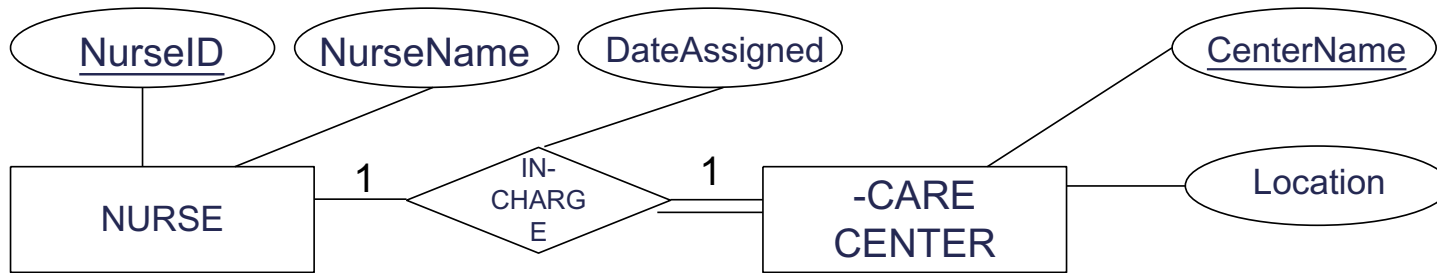 NurseID
NurseName
DateAssigned
CenterName
NURSE
1
IN-
CHARG
E
1
-CARE
CENTER
Location